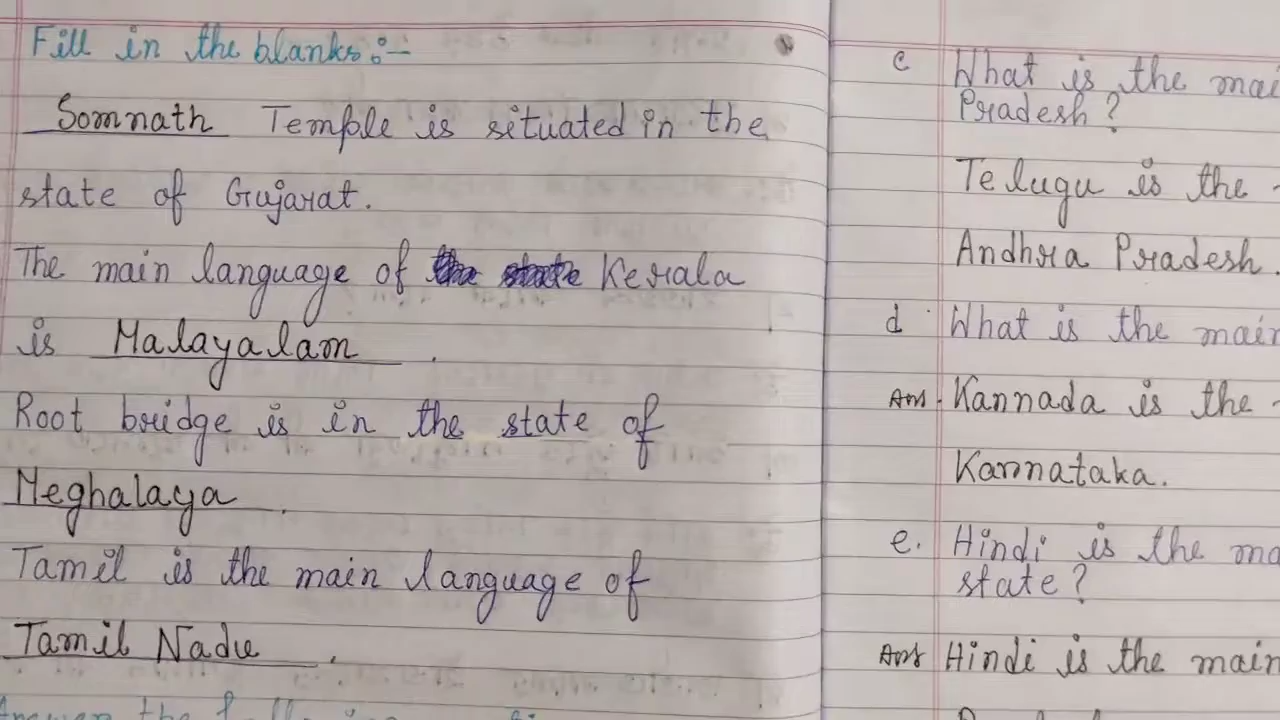 Fill in the blanks:-
Somnath Temple is situated in the
state of Gujarat.
The main language of the state Kerala
is Malayalam.
Root bridge is in the state of
Meghalaya.
Tamil is the main language of
Tamil Nadu.
Answer the
c What is the mai
Pradesh?
Telugu is the
Andhra Pradesh.
d What is the main
Ans. Kannada is the
Karnataka.
e. Hindi is the ma
state?
Ans Hindi is the main